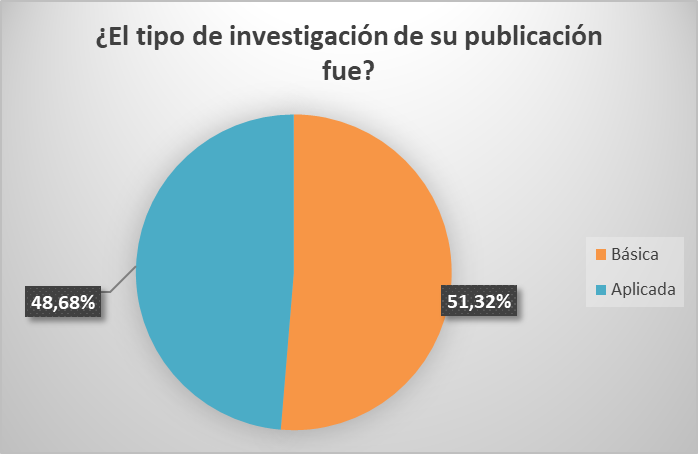 ¿El tipo de investigación de su publicación
fue?
Básica
48,68%
51,32%
Aplicada